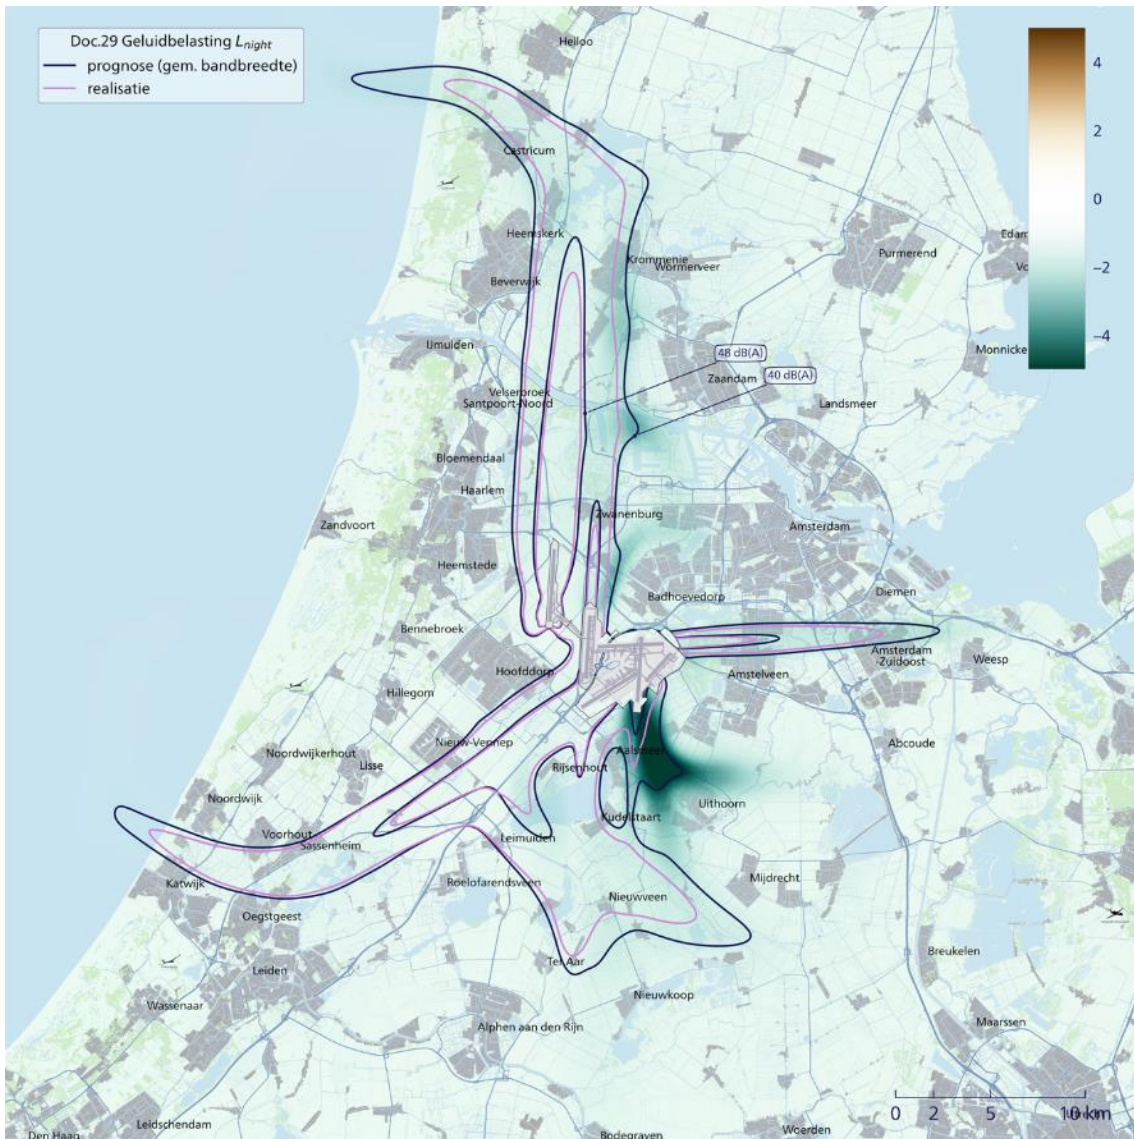 Doc.29 Geluidbelasting Lnight
prognose (gem. bandbreedte)
realisatie
Heiloo
4
2
0
−2
−4
Castricum
Heemskerk
Krommenie
Wormerveer
Purmerend
Edam
Beverwijk
IJmuiden
48 dB(A)
40 dB(A)
Monnicke
Zaandam
Velserbroek
Santpoort-Noord
Landsmeer
Bloemendaal
Haarlem
Zwanenburg
Zandvoort
Amsterdam
Heemstede
Badhoevedorp
Diemen
Bennebroek
Amsterdam
-Zuidoost
Weesp
Hoofddorp
Amstelveen
Hillegom
Nieuw-Vennep
Aalsmeer
Abcoude
Noordwijkerhout
Lisse
Rijsenhout
Noordwijk
Uithoorn
Kudelstaart
Voorhout
Sassenheim
Leimuiden
Katwijk
Roelofarendsveen
Mijdrecht
Nieuwveen
Oegstgeest
Leiden
Ter Aar
Breukelen
Wassenaar
Nieuwkoop
Alphen aan den Rijn
Maarssen
0 2 5 10 km
Leidschendam
Den Haag
Bodegraven
Woerden